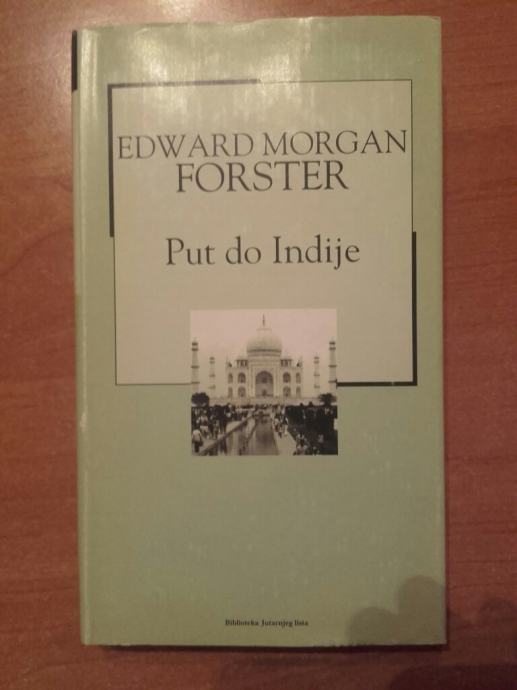 EDWARD MORGAN
FORSTER
Put do Indije
Biblioteka Jutarnjeg lista